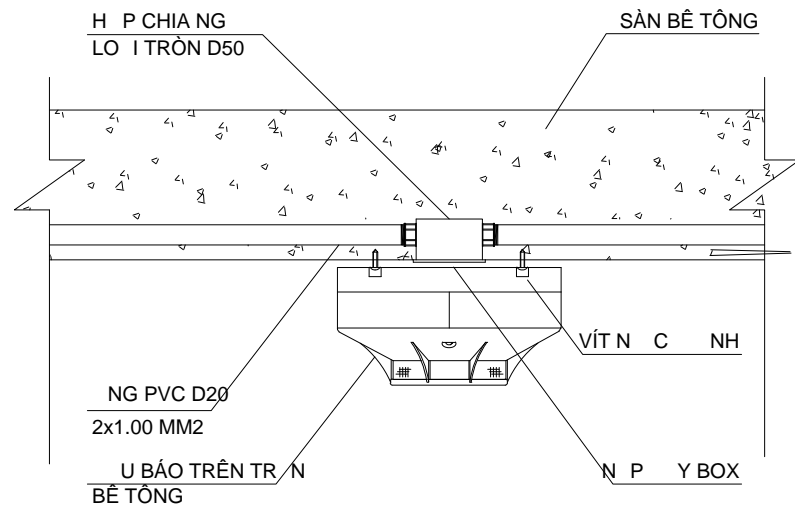 H P CHIA NG
LO I TRÒN D50
SÀN BÊ TÔNG
VÍT N C NH
NG PVC D20
2x1.00 MM2
U BÁO TRÊN TR N
BÊ TÔNG
N P Y BOX